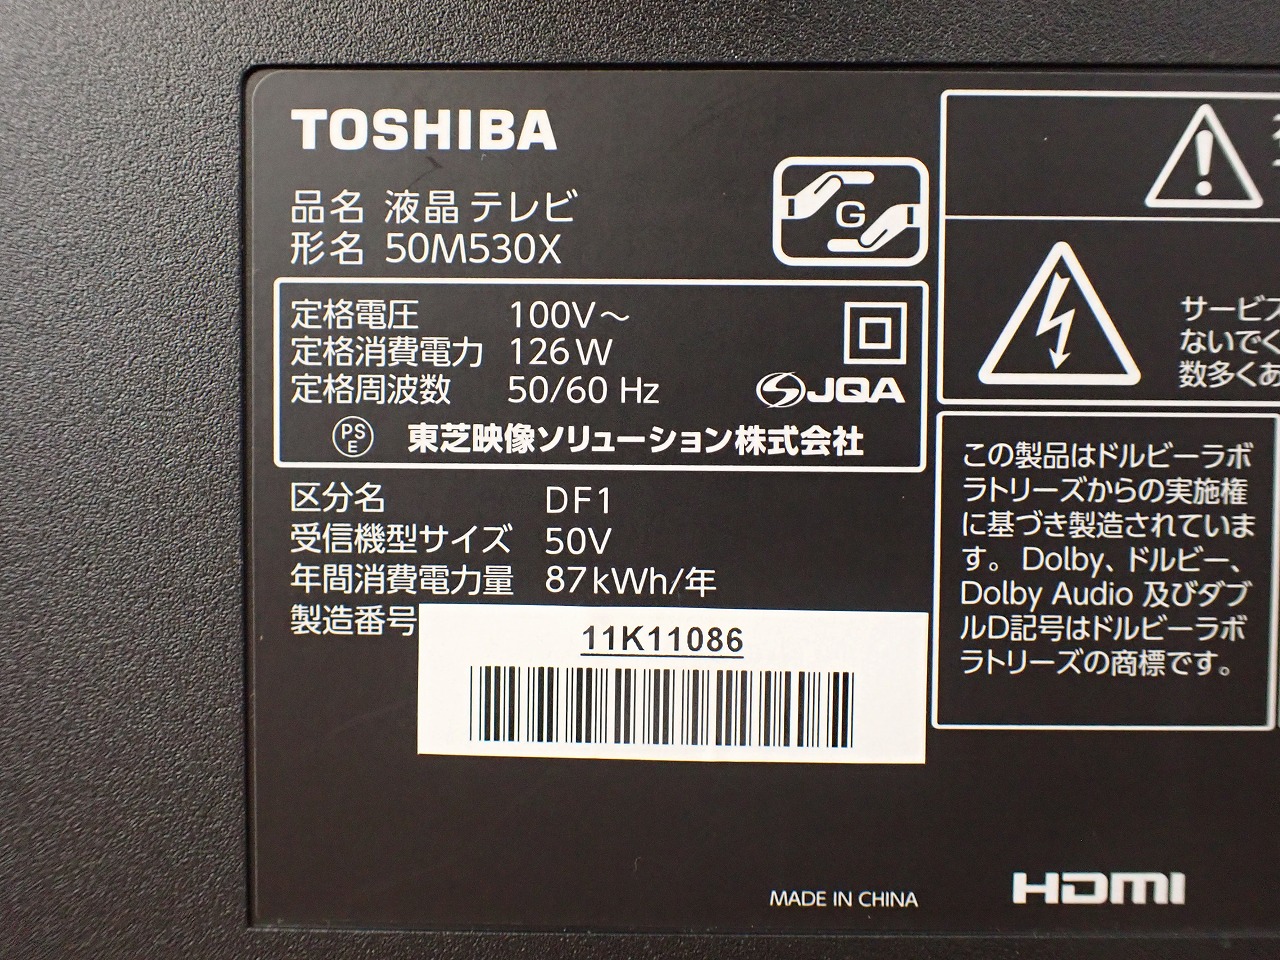 TOSHIBA
品名 液晶 テレビ
形名 50M530X
G
定格電圧 100V～
定格消費電力 126W
定格周波数 50/60 Hz
JQA
PS
E
東芝映像ソリューション株式会社
区分名 DF1
受信機型サイズ 50V
年間消費電力量 87kWh/年
製造番号
11K11086
MADE IN CHINA
サービス
ないでく
数多くあ
この製品はドルビーラボ
ラトリーズからの実施権
に基づき製造されていま
す。Dolby、ドルビー、
Dolby Audio 及びダブ
ルD記号はドルビーラボ
ラトリーズの商標です。
HDMI